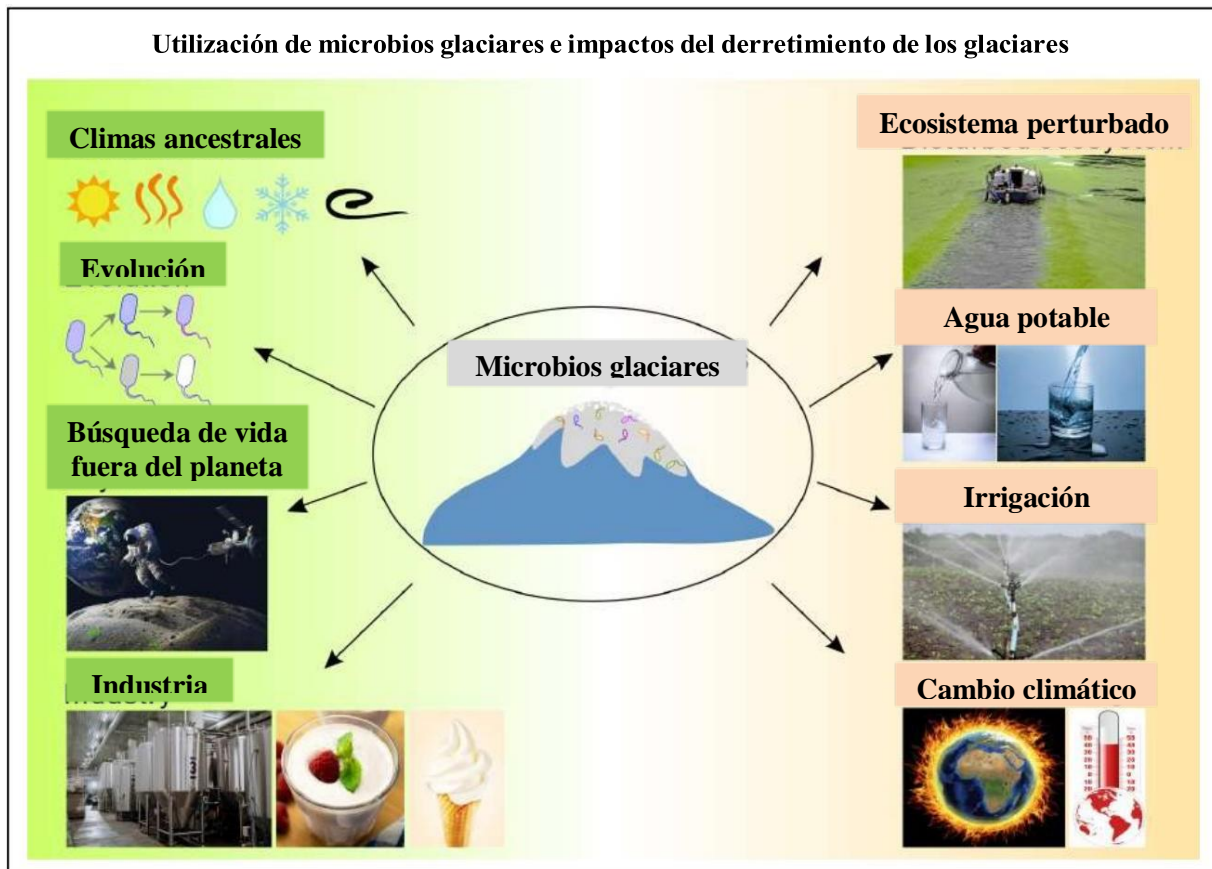 Utilización de microbios glaciares e impactos del derretimiento de los glaciares
Climas ancestrales
Evolución
Búsqueda de vida
fuera del planeta
Industria
Microbios glaciares
Ecosistema perturbado
Agua potable
Irrigación
Cambio climático